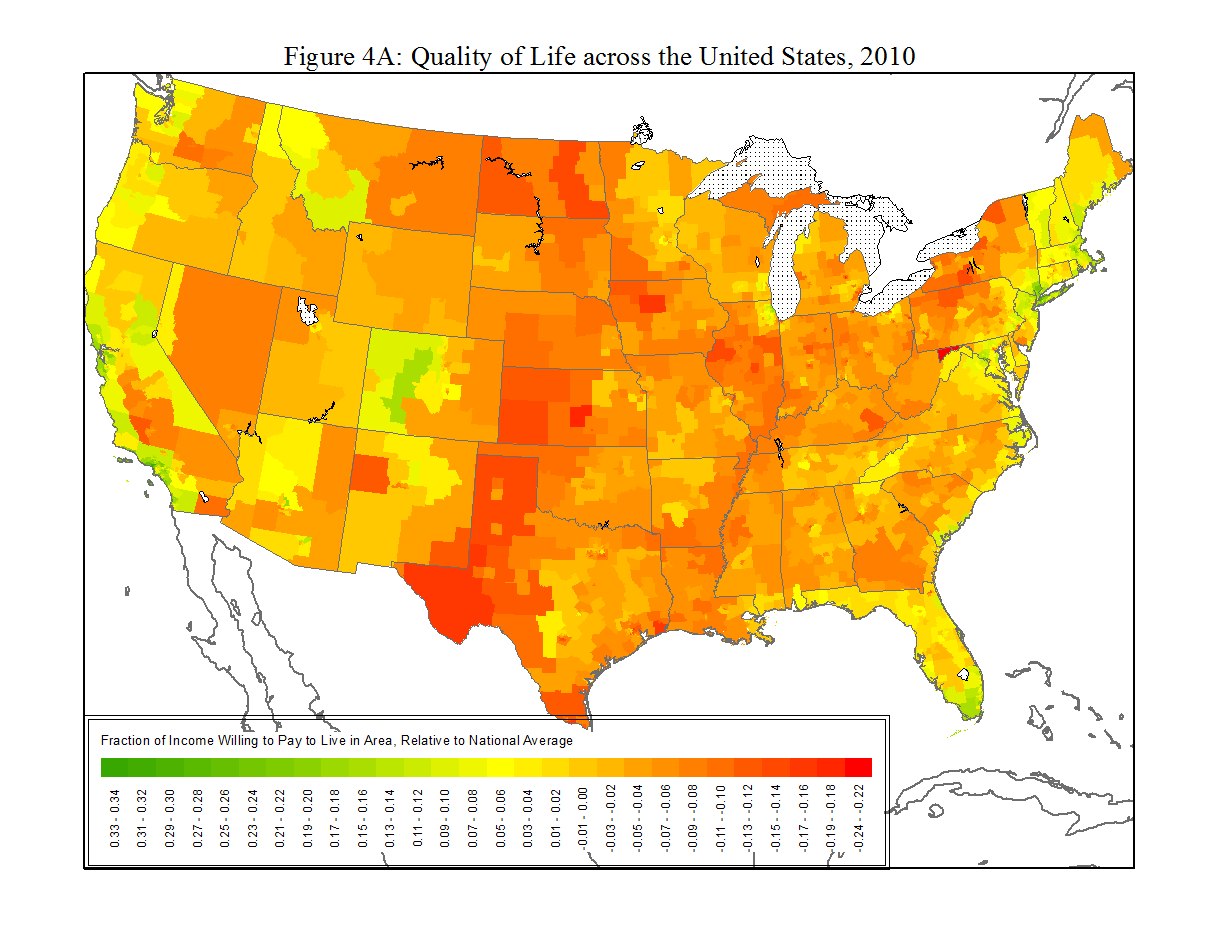 Figure 4A: Quality of Life across the United States, 2010
Fraction of Income Willing to Pay to Live in Area, Relative to National Average
0.33 - 0.34
0.31 - 0.32
0.29 - 0.30
0.27 - 0.28
0.25 - 0.26
0.23 - 0.24
0.21 - 0.22
0.19 - 0.20
0.17 - 0.18
0.15 - 0.16
0.13 - 0.14
0.11 - 0.12
0.09 - 0.10
0.07 - 0.08
0.05 - 0.06
0.03 - 0.04
0.01 - 0.02
-0.01 - 0.00
-0.03 - -0.02
-0.05 - -0.04
-0.07 - -0.06
-0.09 - -0.08
-0.11 - -0.10
-0.13 - -0.12
-0.15 - -0.14
-0.17 - -0.16
-0.19 - -0.18
-0.24 - -0.22